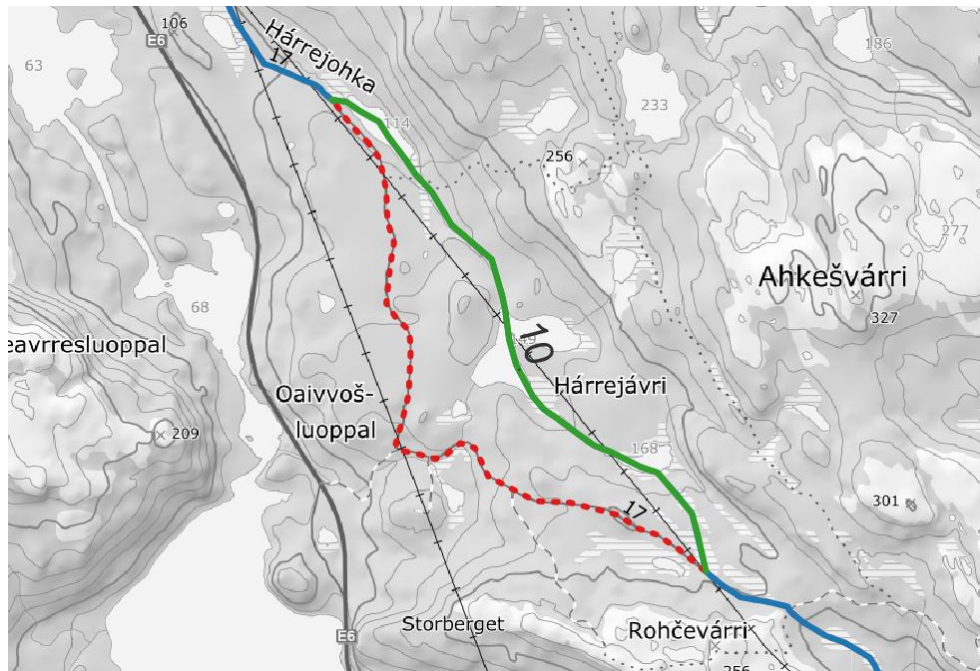 106
E6
17
Hárrejohka
63
114
186
233
256
277
Ahkešvárri
68
327
10
149
eavrresluoppal
Hárrejávri
Oaivvoš-
luoppal
209
168
301
17
Storberget
Rohčevárri
E6
256